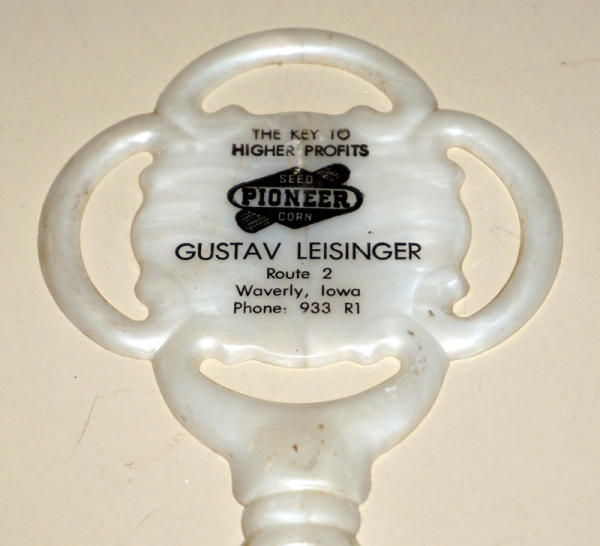 THE KEY TO
HIGHER PROFITS
SEED
PIONEER
CORN
GUSTAV LEISINGER
Route 2
Waverly, Iowa
Phone: 933 R1